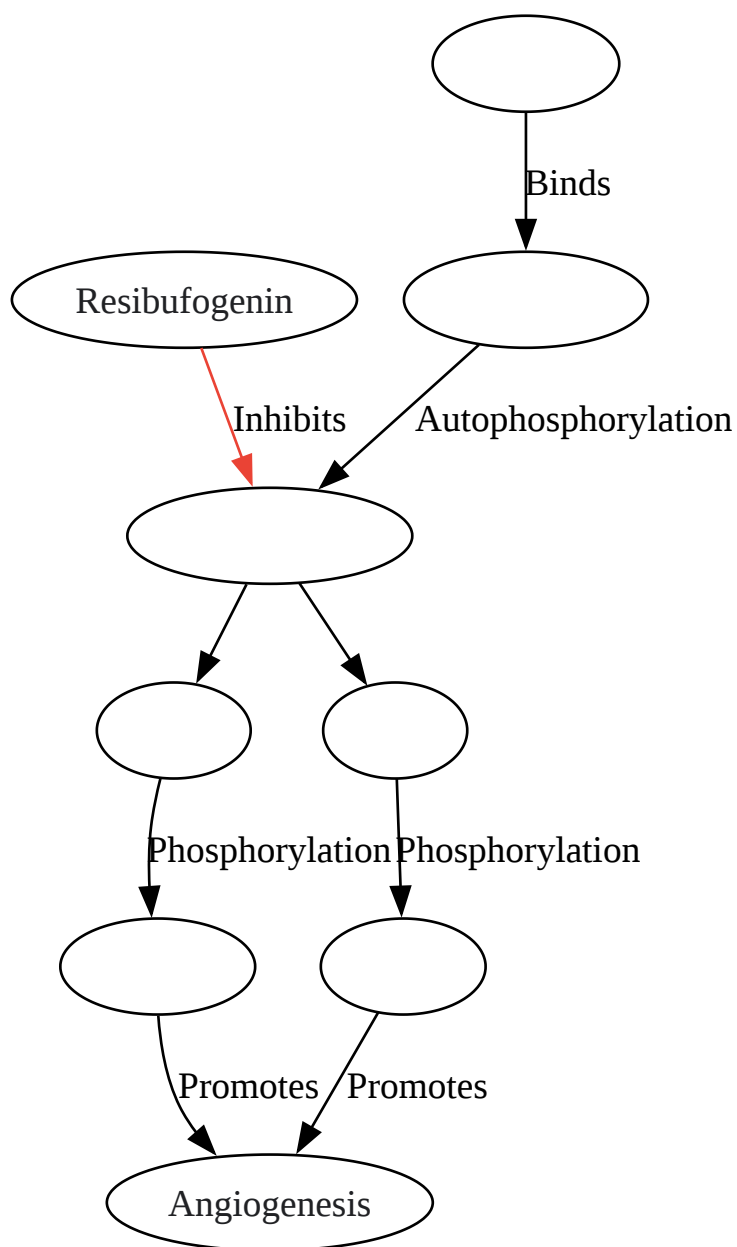 Binds
Resibufogenin
Inhibits
Autophosphorylation
Phosphorylation
Phosphorylation
Promotes
Promotes
Angiogenesis